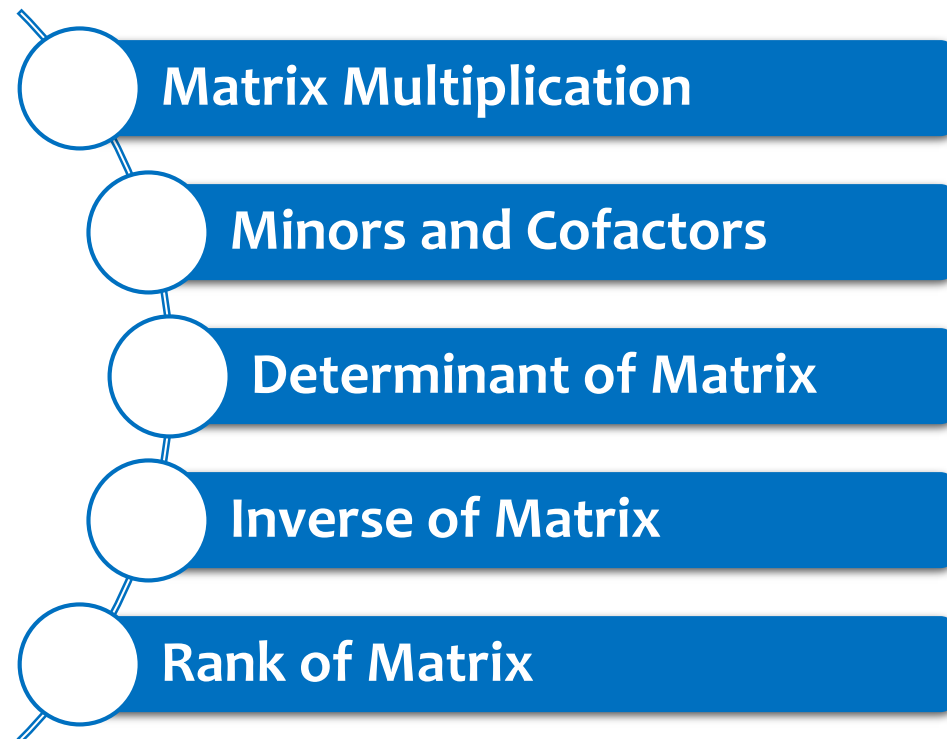 Matrix Multiplication
Minors and Cofactors
Determinant of Matrix
Inverse of Matrix
Rank of Matrix